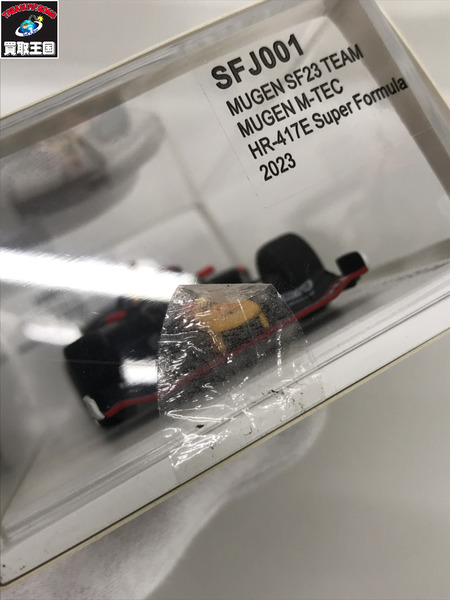 買取王国
SFJ001
MUGEN SF23 TEAM
MUGEN M-TEC
HR-417E Super Formula
2023